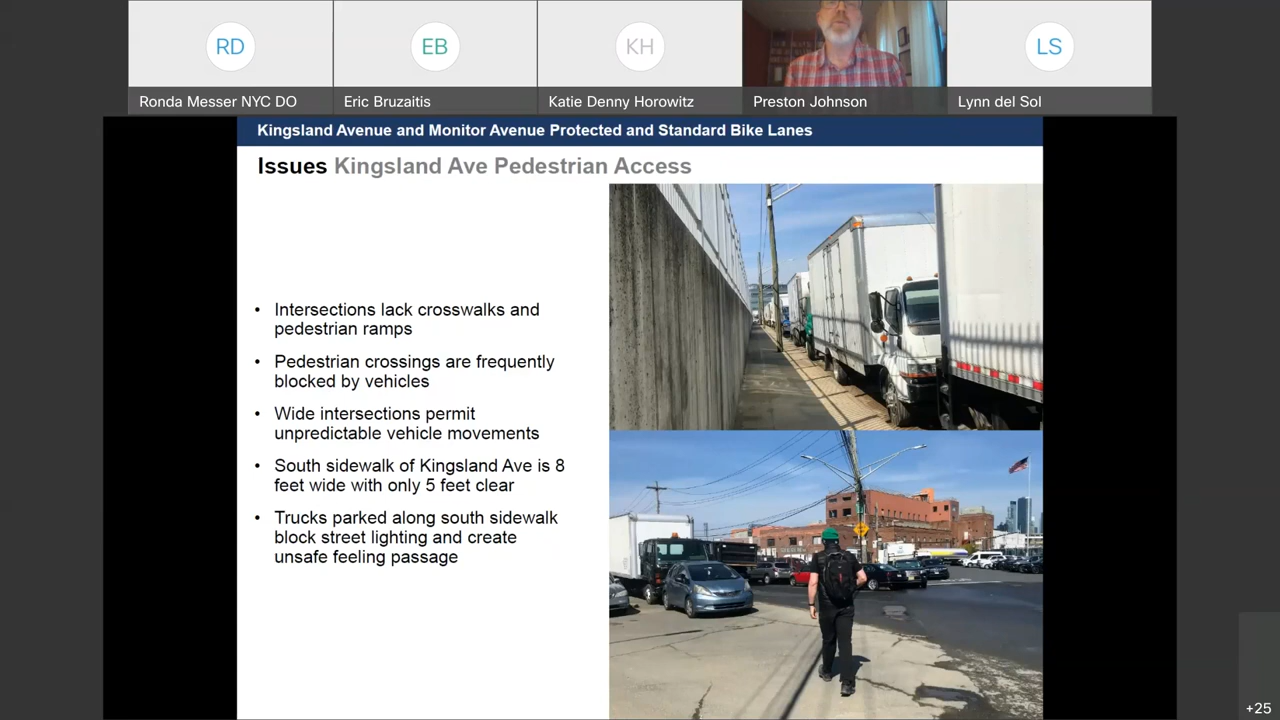 RD
EB
KH
LS
Ronda Messer NYC DO
Eric Bruzaitis
Katie Denny Horowitz
Preston Johnson
Lynn del Sol
Kingsland Avenue and Monitor Avenue Protected and Standard Bike Lanes
Issues Kingsland Ave Pedestrian Access
• Intersections lack crosswalks and
pedestrian ramps
• Pedestrian crossings are frequently
blocked by vehicles
• Wide intersections permit
unpredictable vehicle movements
• South sidewalk of Kingsland Ave is 8
feet wide with only 5 feet clear
• Trucks parked along south sidewalk
block street lighting and create
unsafe feeling passage
+25